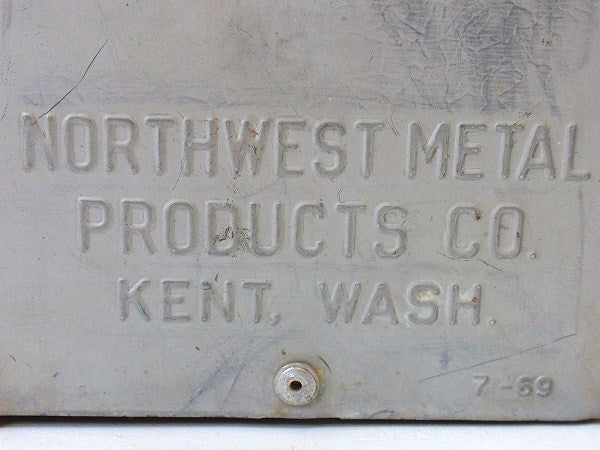 NORTHWEST METAL
PRODUCTS CO.
KENT, WASH.
7-69